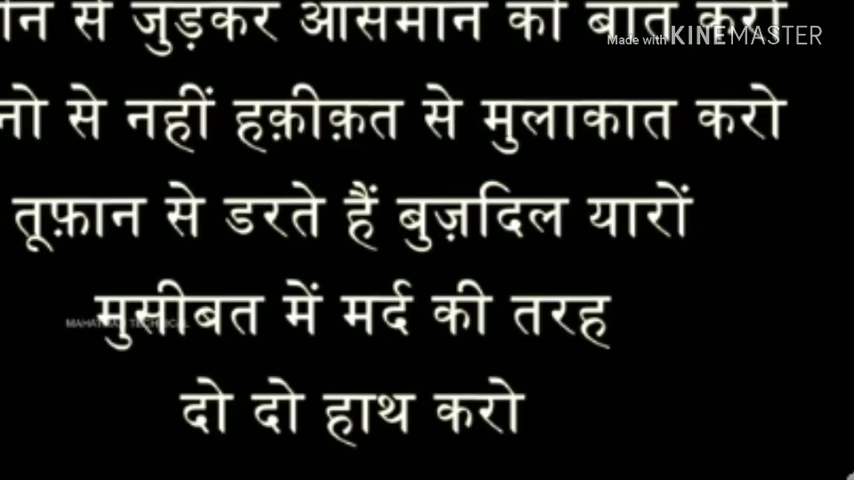 से जुड़कर आसमान की बात करो
Made with KINEMASTER
से नहीं हक़ीक़त से मुलाकात करो
तूफ़ान से डरते हैं बुज़दिल यारों
मुसीबत में मर्द की तरह
दो दो हाथ करो